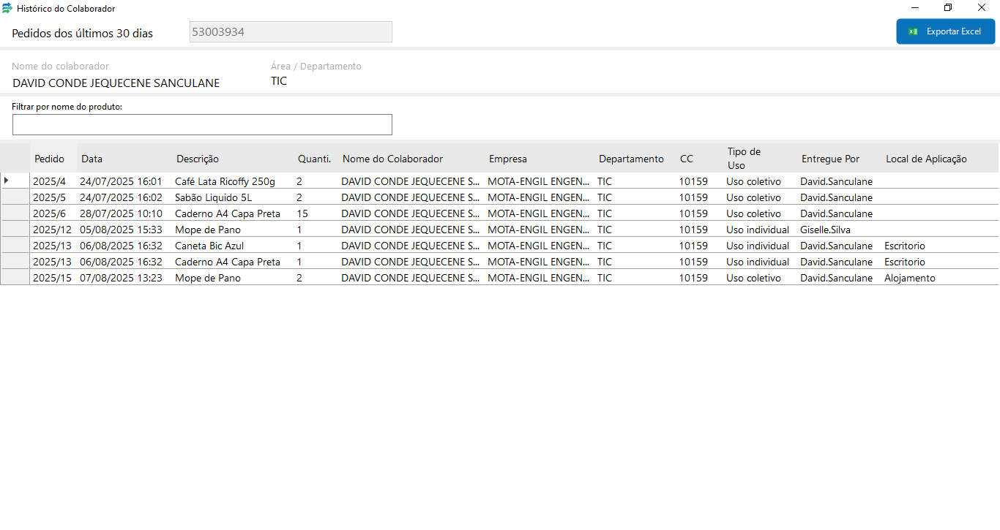 Histórico do Colaborador
Pedidos dos últimos 30 dias 53003934 Exportar Excel
Nome do colaborador Área / Departamento
DAVID CONDE JEQUECENE SANCULANE TIC
Filtrar por nome do produto:
Pedido Data Descrição Quanti. Nome do Colaborador Empresa Departamento CC Tipo de Uso Entregue Por Local de Aplicação
2025/4 24/07/2025 16:01 Café Lata Ricoffy 250g 2 DAVID CONDE JEQUECENE S... MOTA-ENGIL ENGEN... TIC 10159 Uso coletivo David.Sanculane
2025/5 24/07/2025 16:02 Sabão Liquido 5L 2 DAVID CONDE JEQUECENE S... MOTA-ENGIL ENGEN... TIC 10159 Uso coletivo David.Sanculane
2025/6 28/07/2025 10:10 Caderno A4 Capa Preta 15 DAVID CONDE JEQUECENE S... MOTA-ENGIL ENGEN... TIC 10159 Uso coletivo David.Sanculane
2025/12 05/08/2025 15:33 Mope de Pano 1 DAVID CONDE JEQUECENE S... MOTA-ENGIL ENGEN... TIC 10159 Uso individual Giselle.Silva
2025/13 06/08/2025 16:32 Caneta Bic Azul 1 DAVID CONDE JEQUECENE S... MOTA-ENGIL ENGEN... TIC 10159 Uso individual David.Sanculane Escritorio
2025/13 06/08/2025 16:32 Caderno A4 Capa Preta 1 DAVID CONDE JEQUECENE S... MOTA-ENGIL ENGEN... TIC 10159 Uso individual David.Sanculane Escritorio
2025/15 07/08/2025 13:23 Mope de Pano 2 DAVID CONDE JEQUECENE S... MOTA-ENGIL ENGEN... TIC 10159 Uso coletivo David.Sanculane Alojamento